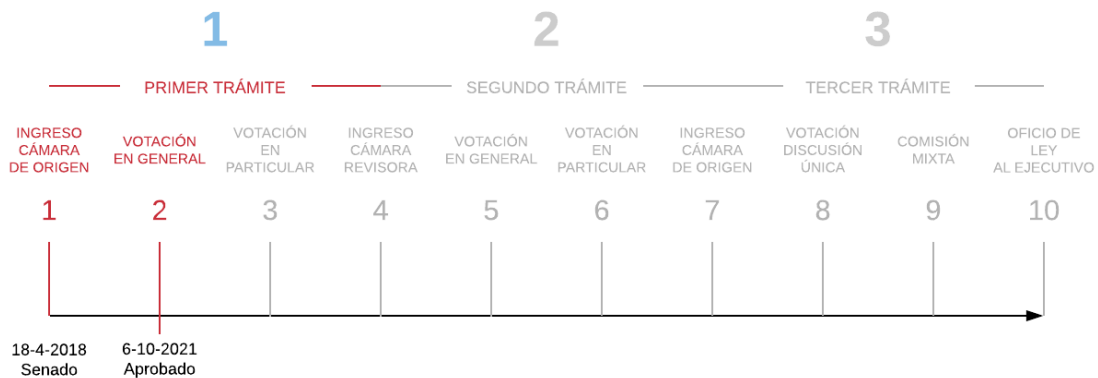 1
2
3
PRIMER TRÁMITE
SEGUNDO TRÁMITE
TERCER TRÁMITE
INGRESO
CÁMARA
DE ORIGEN
VOTACIÓN
EN GENERAL
VOTACIÓN
EN
PARTICULAR
INGRESO
CÁMARA
REVISORA
VOTACIÓN
EN GENERAL
VOTACIÓN
EN
PARTICULAR
INGRESO
CÁMARA
DE ORIGEN
VOTACIÓN
DISCUSIÓN
ÚNICA
COMISIÓN
MIXTA
OFICIO DE
LEY
AL EJECUTIVO
1
2
3
4
5
6
7
8
9
10
18-4-2018
Senado
6-10-2021
Aprobado